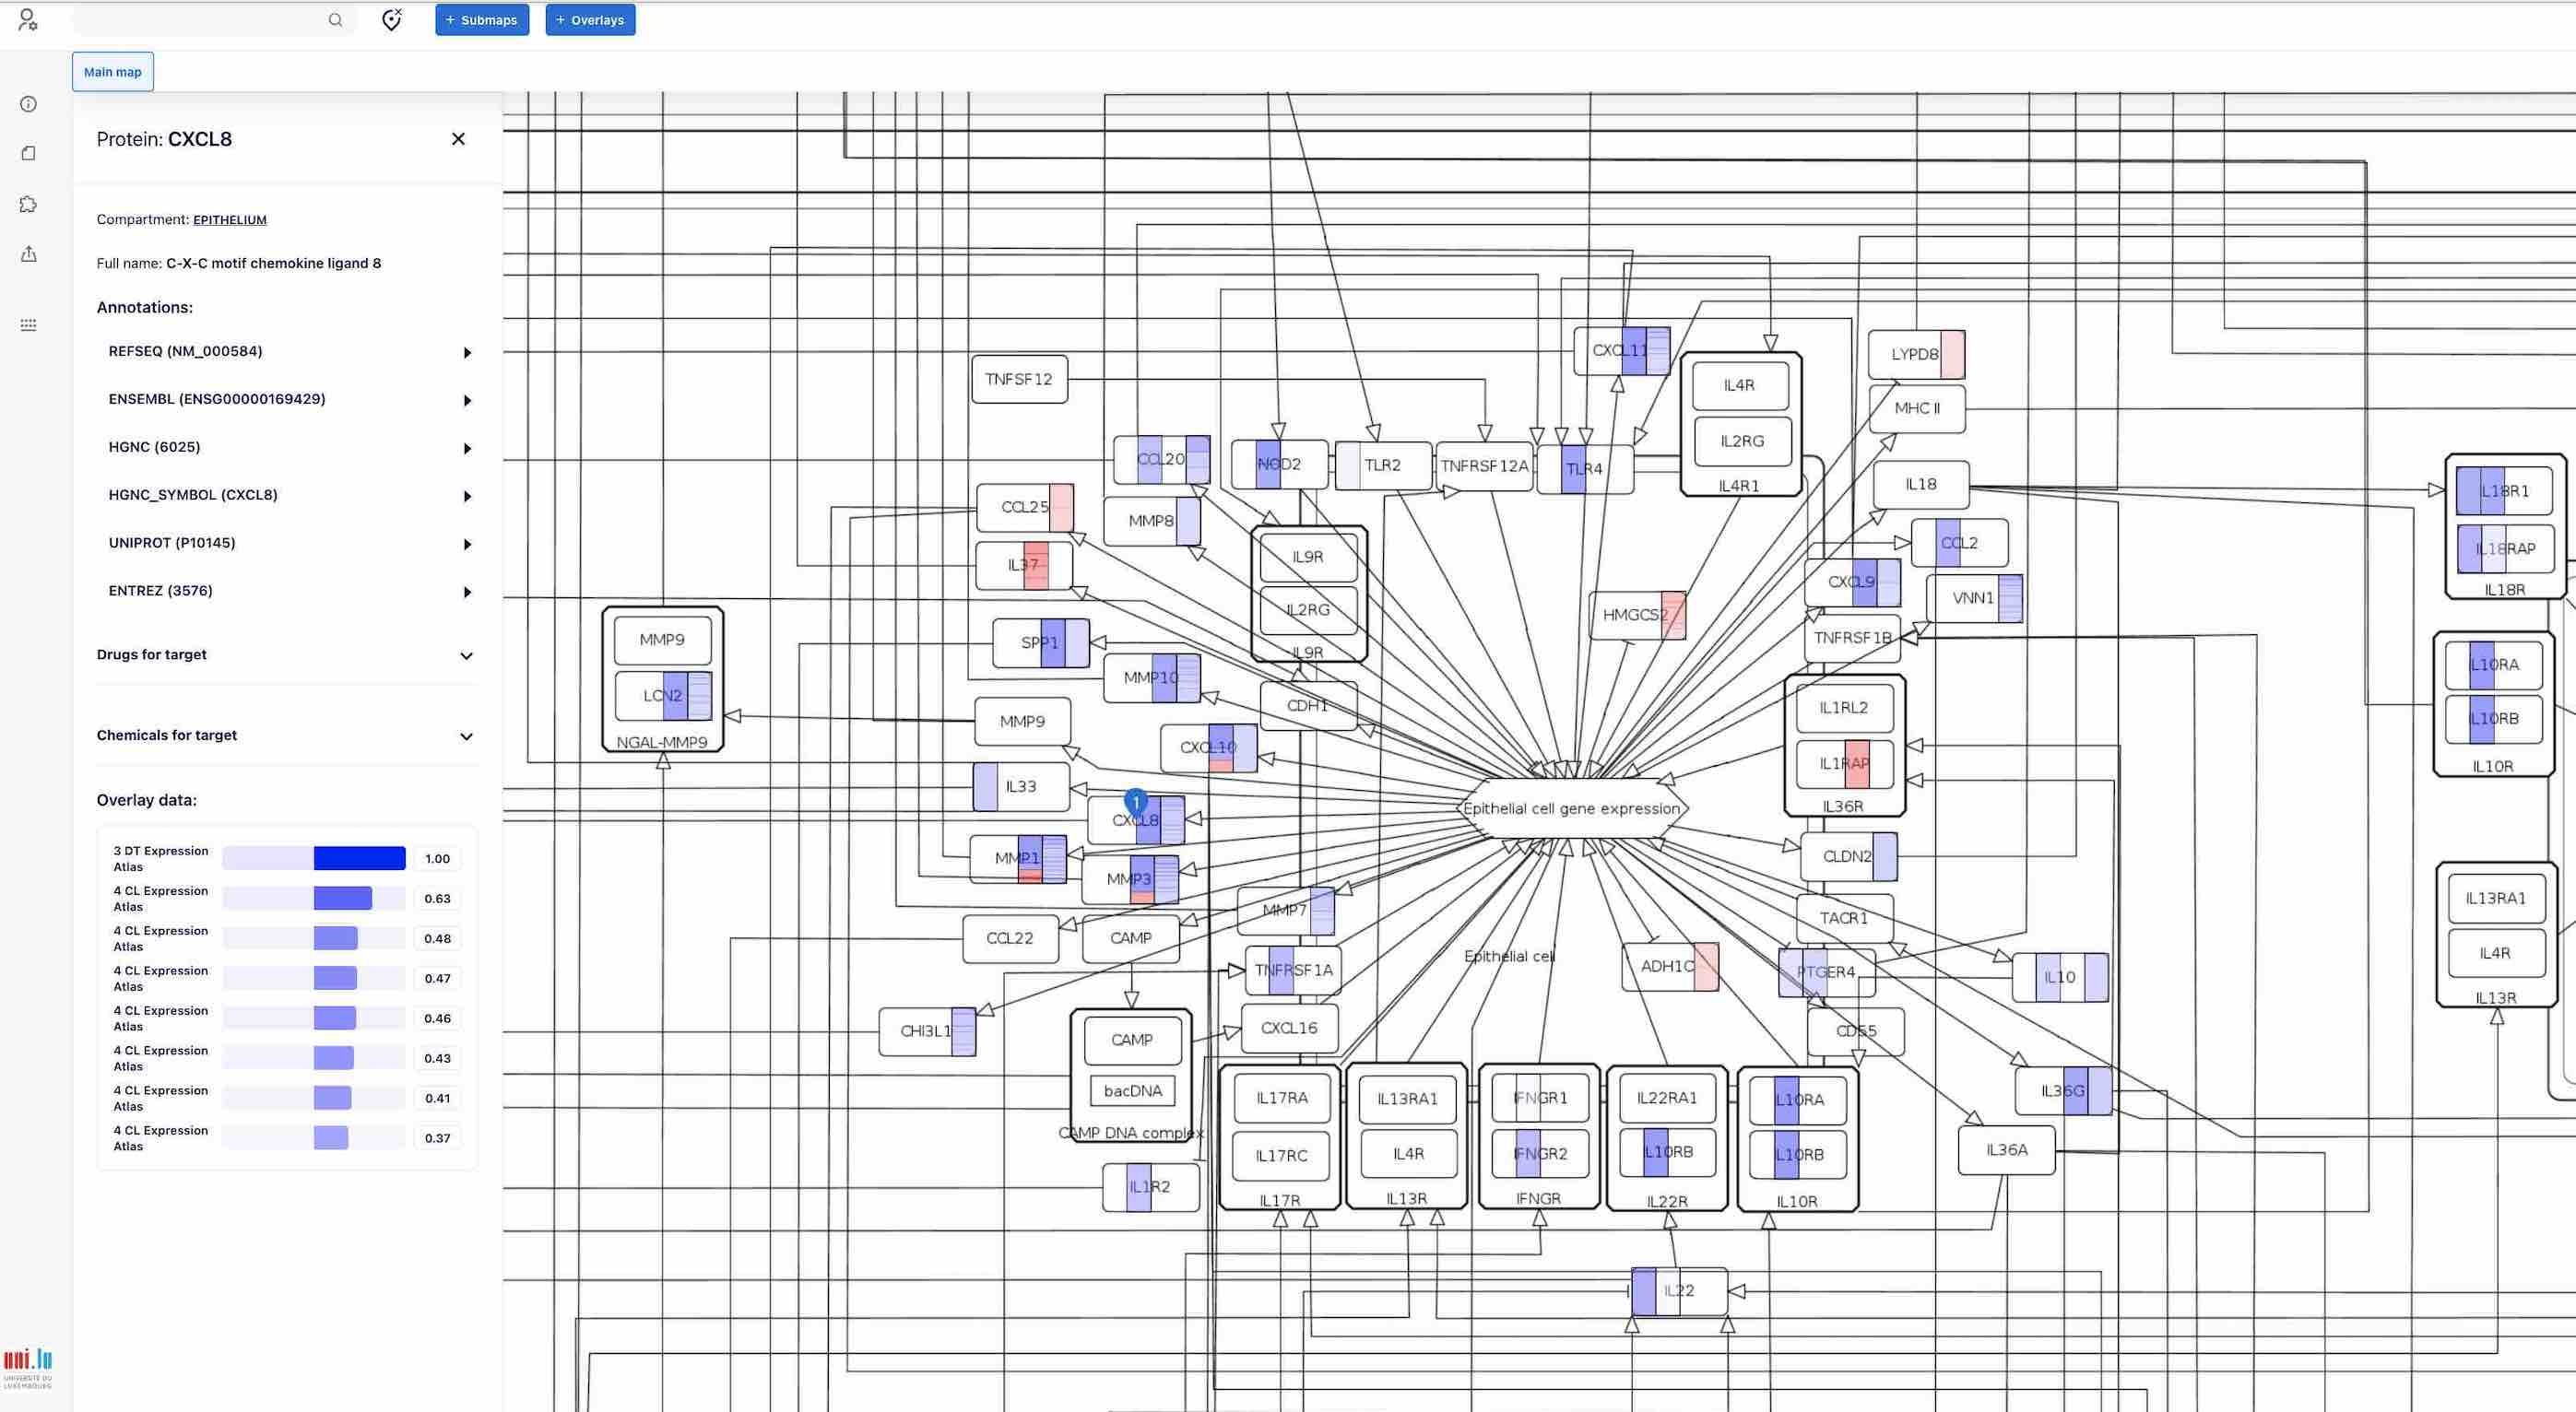 + Submaps
+ Overlays
Main map
Protein: CXCL8
Compartment: EPITHELIUM
Full name: C-X-C motif chemokine ligand 8
Annotations:
REFSEQ (NM_000584)
ENSEMBL (ENSG00000169429)
HGNC (6025)
HGNC_SYMBOL (CXCL8)
UNIPROT (P10145)
ENTREZ (3576)
Drugs for target
Chemicals for target
Overlay data:
3 DT Expression
Atlas
1.00
4 CL Expression
Atlas
0.63
4 CL Expression
Atlas
0.48
4 CL Expression
Atlas
0.47
4 CL Expression
Atlas
0.46
4 CL Expression
Atlas
0.43
4 CL Expression
Atlas
0.41
4 CL Expression
Atlas
0.37
uni.lu
UNIVERSITÉ DU
LUXEMBOURG
CXCL11
LYPD8
TNFSF12
IL4R
MHC II
IL2RG
CCL20
NOD2
TLR2
TNFRSF12A
TLR4
IL4R1
IL18
IL18R1
CCL25
MMP8
CCL2
IL18RAP
IL37
IL9R
CXCL9
IL18R
VNN1
IL2RG
HMGCS2
MMP9
SPP1
IL9R
TNFRSF1B
IL10RA
LCN2
MMP10
CDH1
IL1RL2
IL10RB
NGAL-MMP9
MMP9
CXCL10
IL1RAP
IL10R
IL33
Epithelial cell gene expression
IL36R
1
CXCL8
MMP1
MMP3
CLDN2
IL13RA1
MMP7
TACR1
CCL22
CAMP
IL4R
Epithelial cell
TNFRSF1A
ADH1C
PTGER4
IL10
IL13R
CHI3L1
CAMP
CXCL16
CD55
bacDNA
IL17RA
IL13RA1
IFNGR1
IL22RA1
IL10RA
IL36G
CAMP DNA complex
IL17RC
IL4R
IFNGR2
IL10RB
IL10RB
IL36A
IL1R2
IL17R
IL13R
IFNGR
IL22R
IL10R
IL22